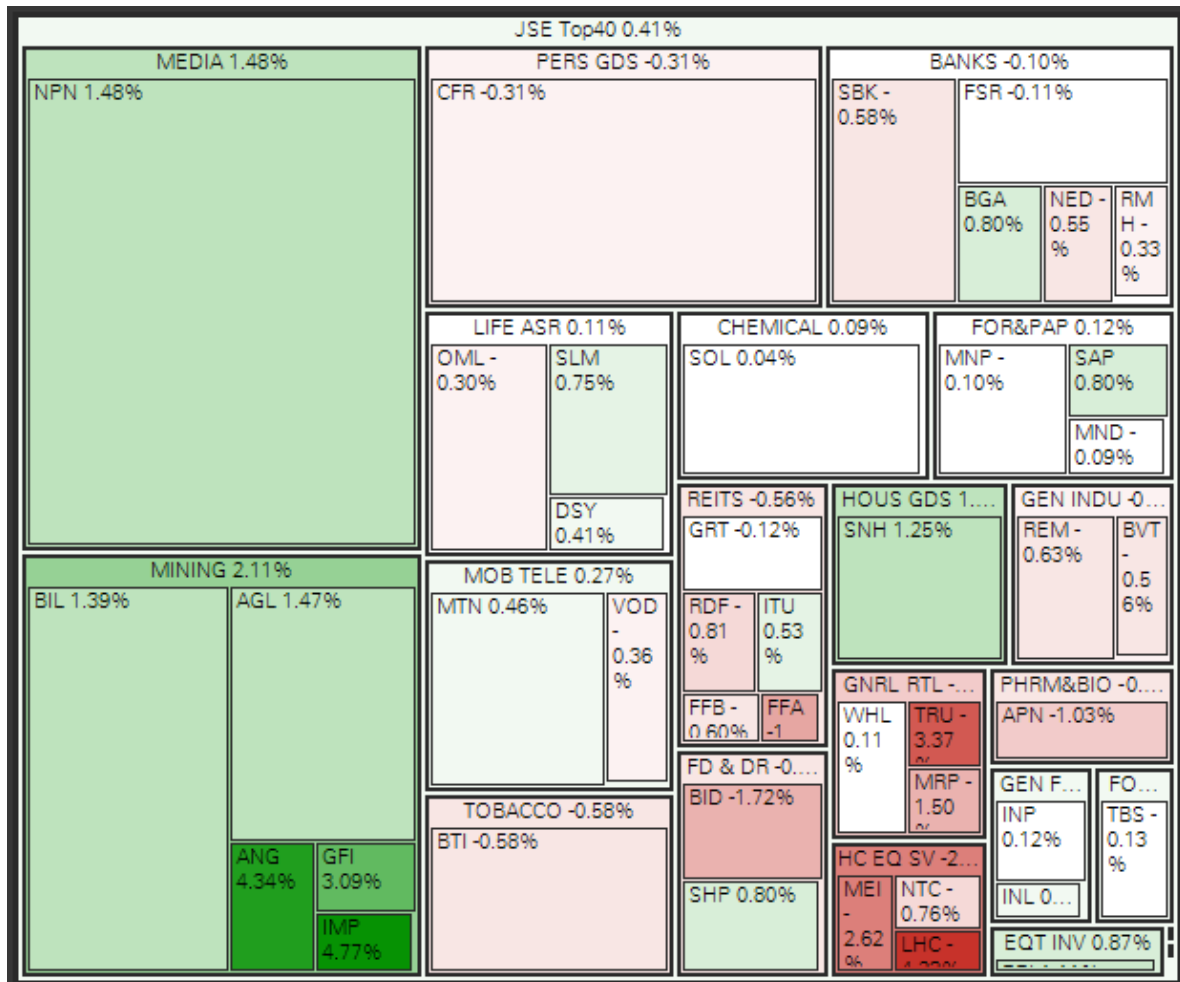 JSE Top40 0.41%
MEDIA 1.48%
NPN 1.48%
PERS GDS -0.31%
CFR -0.31%
BANKS -0.10%
SBK -
0.58%
FSR -0.11%
BGA
0.80%
NED -
0.55
%
RM
H -
0.33
%
LIFE ASR 0.11%
OML -
0.30%
SLM
0.75%
DSY
0.41%
CHEMICAL 0.09%
SOL 0.04%
FOR&PAP 0.12%
MNP -
0.10%
SAP
0.80%
MND -
0.09%
MINING 2.11%
BIL 1.39%
AGL 1.47%
ANG
4.34%
GFI
3.09%
IMP
4.77%
MOB TELE 0.27%
MTN 0.46%
VOD
-
0.36
%
TOBACCO -0.58%
BTI -0.58%
REITS -0.56%
GRT -0.12%
RDF -
0.81
%
ITU
0.53
%
FFB -
0.60%
FFA
-1
FD & DR -0....
BID -1.72%
SHP 0.80%
HOUS GDS 1....
SNH 1.25%
GEN INDU -0...
REM -
0.63%
BVT
-
0.5
6%
GNRL RTL -...
WHL
0.11
%
TRU -
3.37
%
MRP -
1.50
PHRM&BIO -0....
APN -1.03%
HC EQ SV -2...
MEI
-
2.62
%
NTC -
0.76%
LHC -
GEN F...
INP
0.12%
INL 0...
FO...
TBS -
0.13
%
EQT INV 0.87%